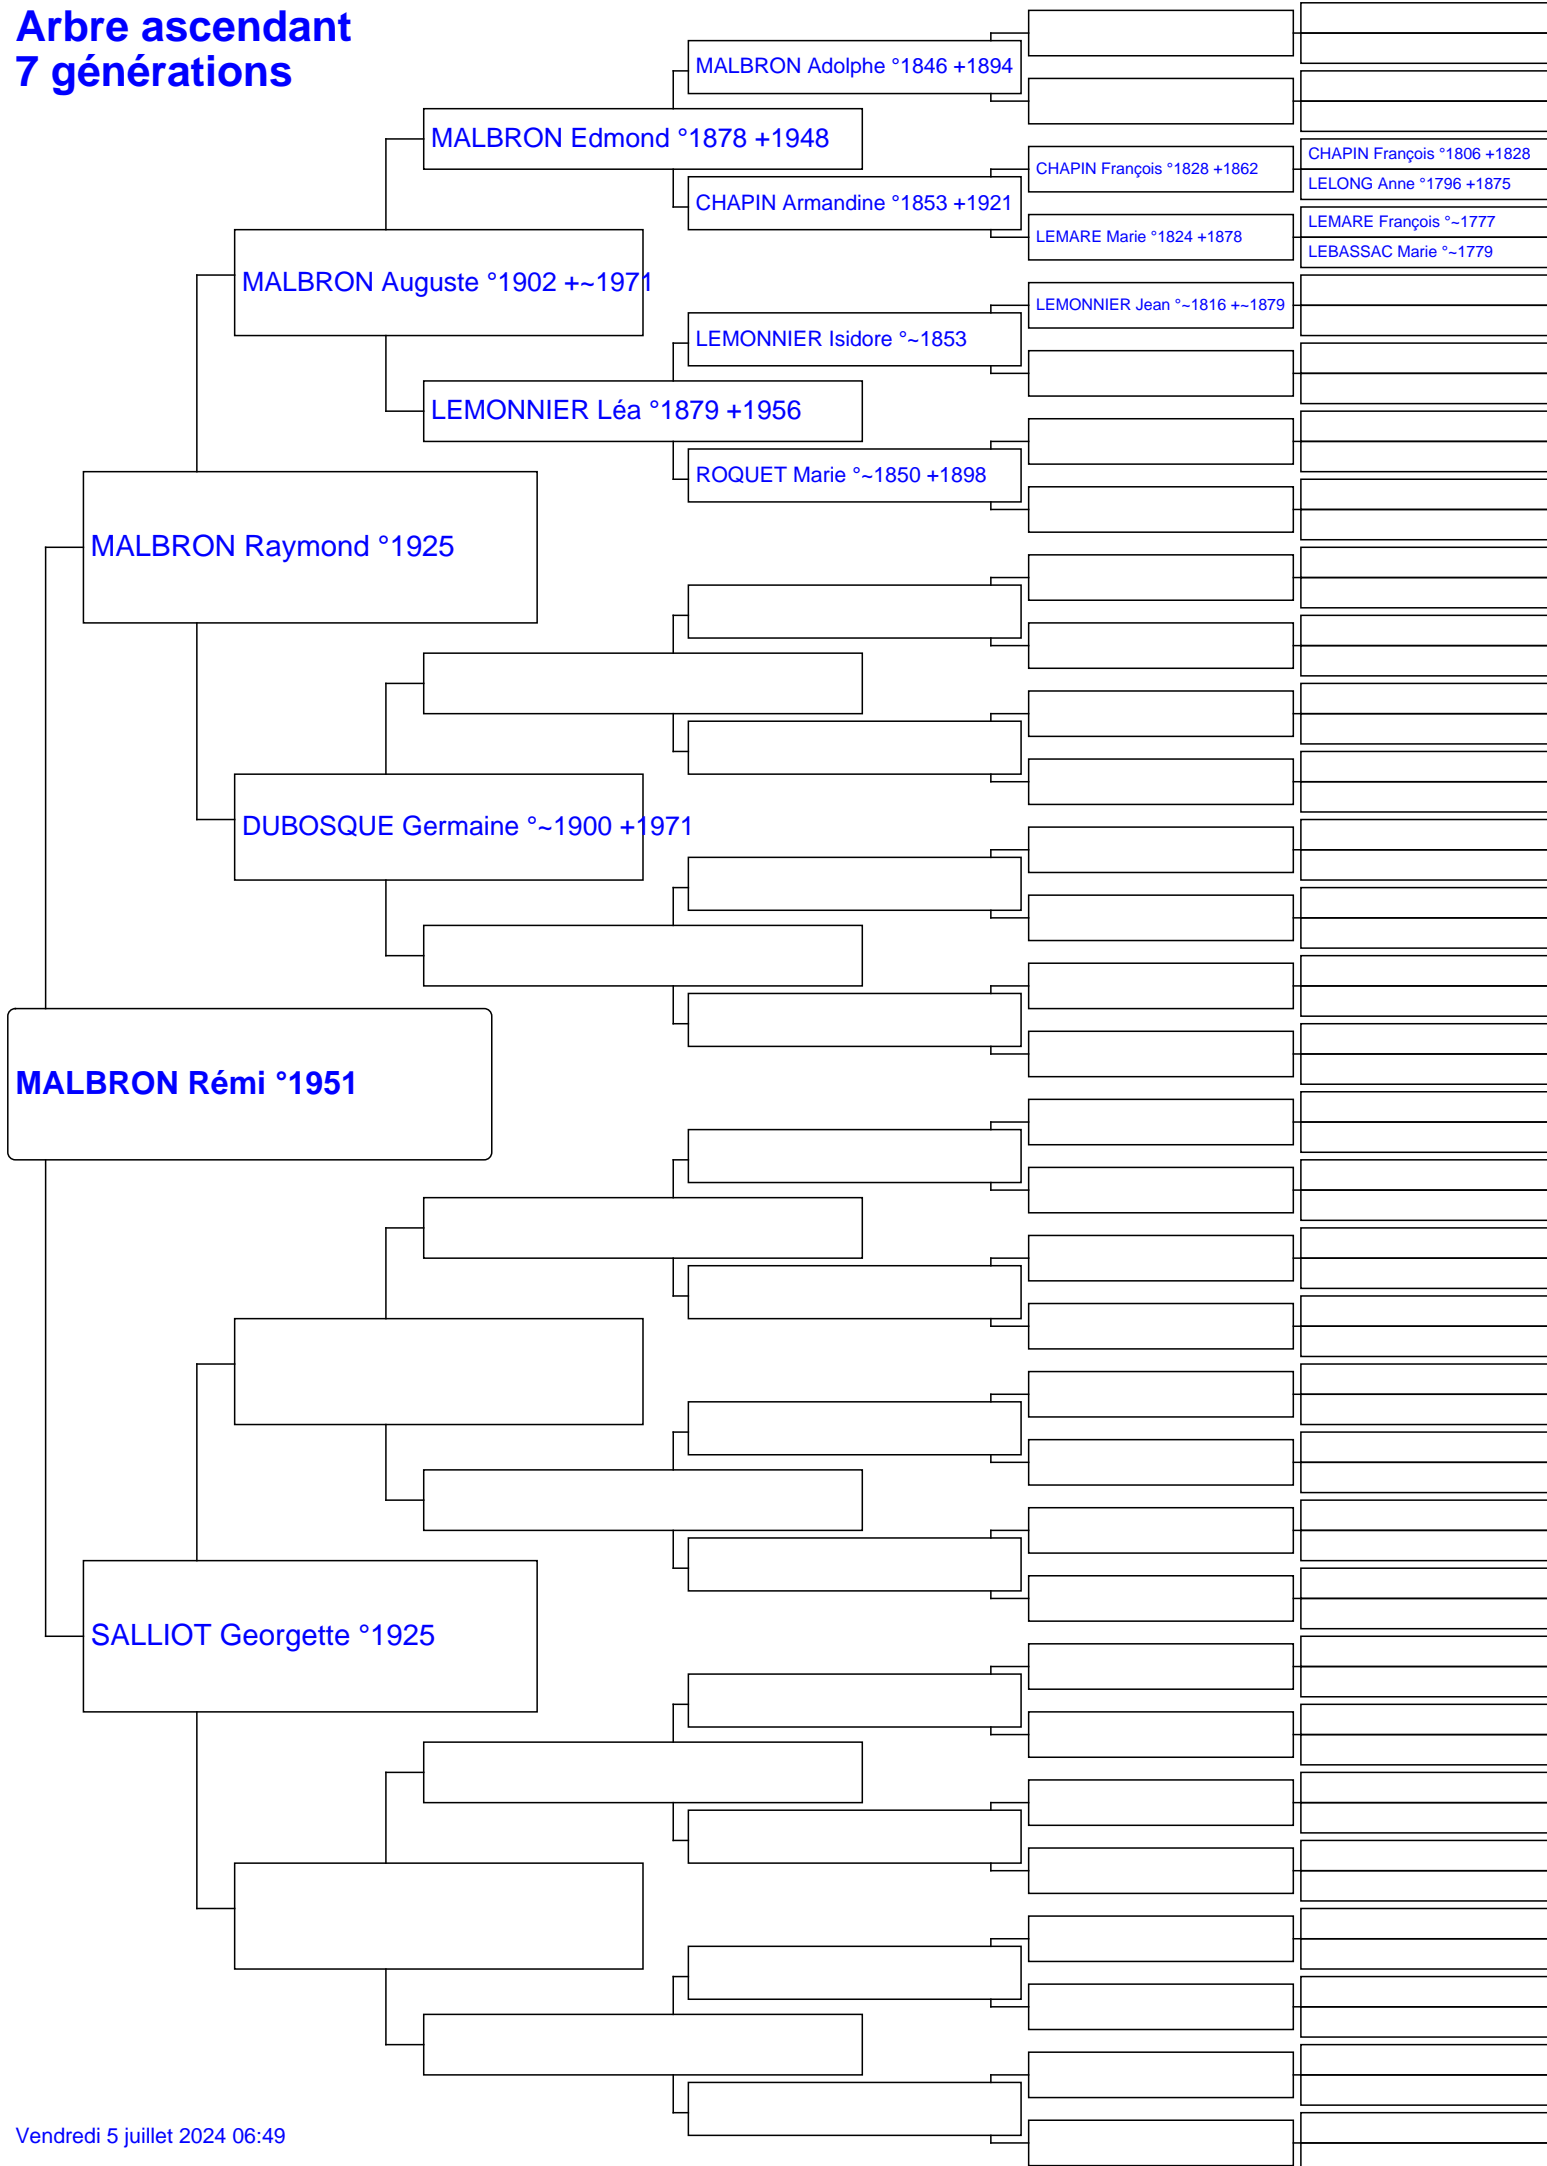 Arbre ascendant
7 générations
MALBRON Adolphe °1846 +1894
MALBRON Edmond °1878 +1948
CHAPIN François °1806 +1828
CHAPIN François °1828 +1862
LELONG Anne °1796 +1875
CHAPIN Armandine °1853 +1921
LEMARE François °~1777
LEMARE Marie °1824 +1878
LEBASSAC Marie °~1779
MALBRON Auguste °1902 +~1971
LEMONNIER Jean °~1816 +~1879
LEMONNIER Isidore °~1853
LEMONNIER Léa °1879 +1956
ROQUET Marie °~1850 +1898
MALBRON Raymond °1925
DUBOSQUE Germaine °~1900 +1971
MALBRON Rémi °1951
SALLIOT Georgette °1925
Vendredi 5 juillet 2024 06:49